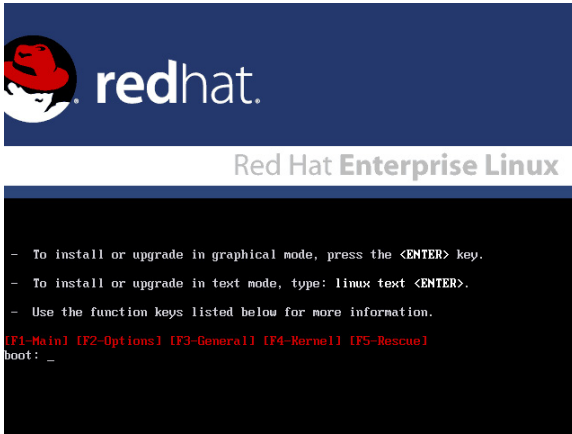 redhat.
Red Hat Enterprise Linux
- To install or upgrade in graphical mode, press the <ENTER> key.
- To install or upgrade in text mode, type: linux text <ENTER>.
- Use the function keys listed below for more information.
[F1-Main] [F2-Options] [F3-General] [F4-Kernel] [F5-Rescue]
boot: _